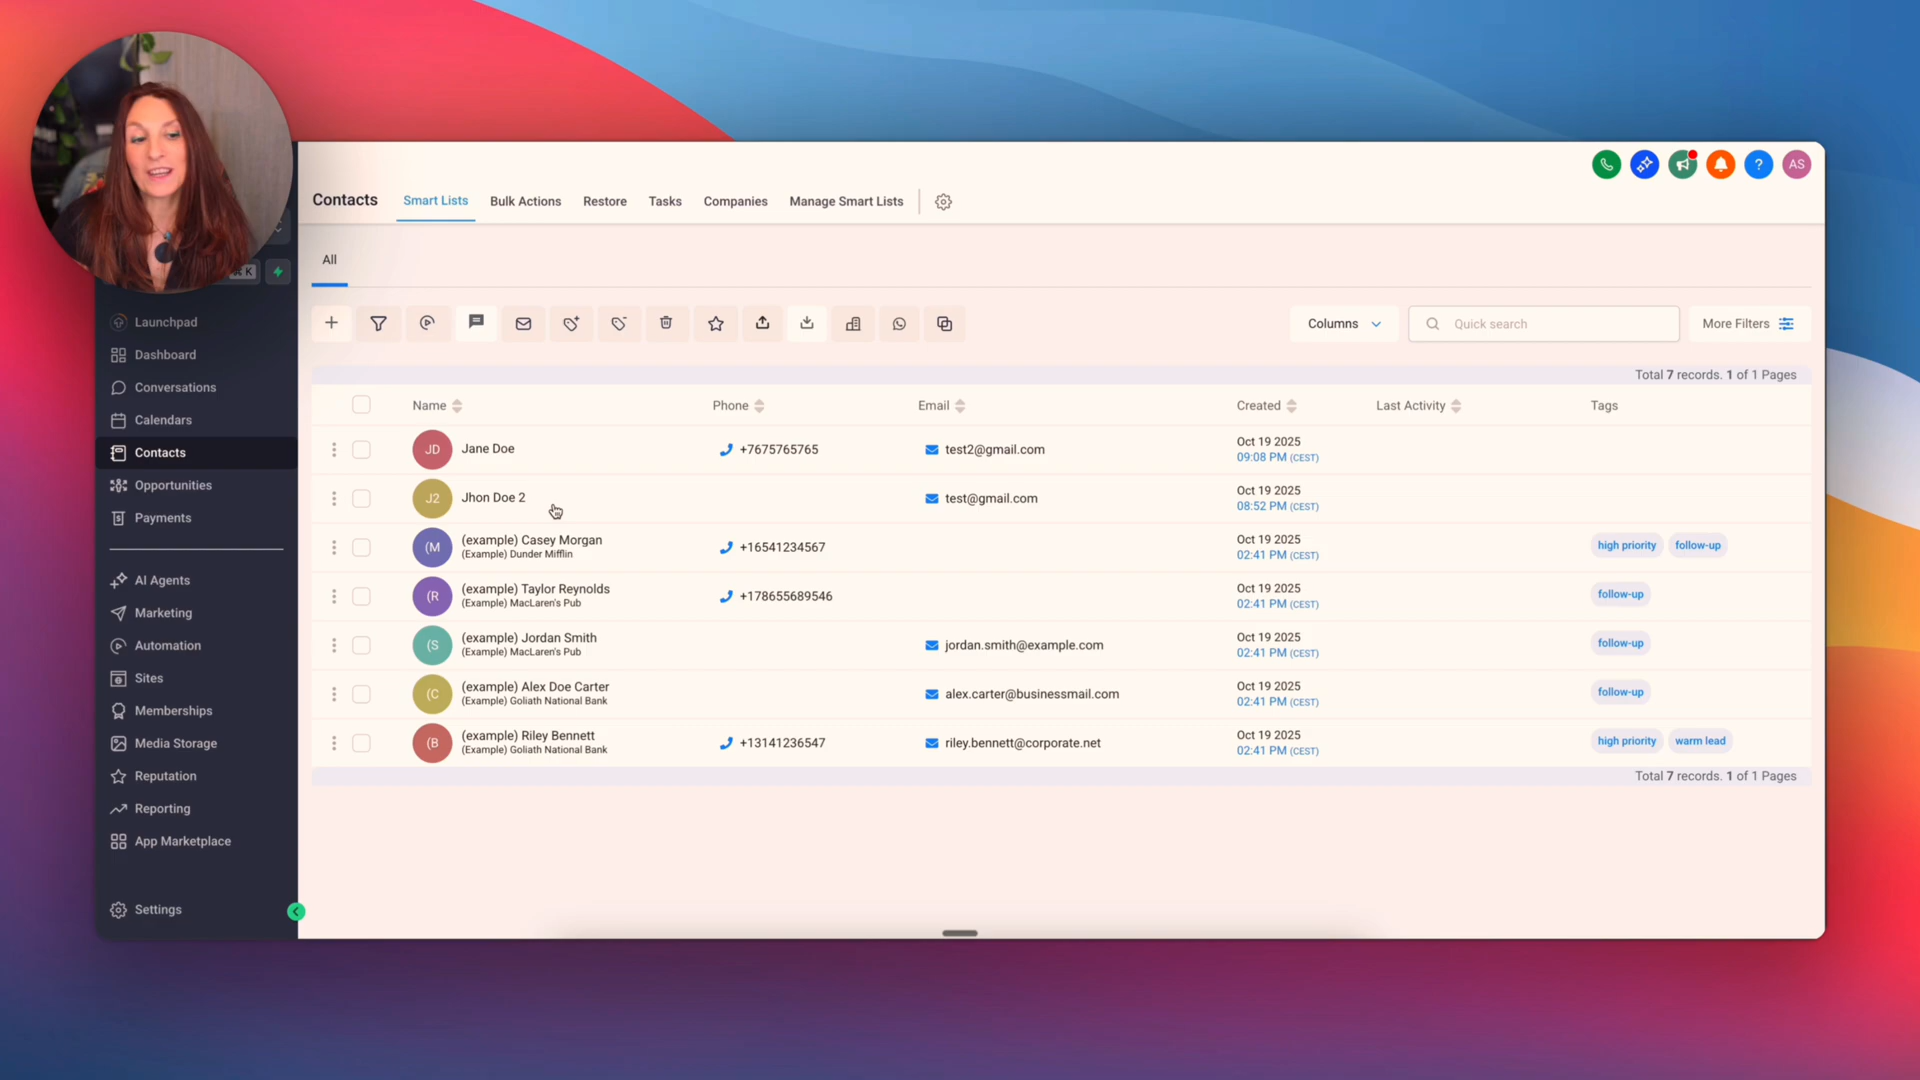 AS
Contacts
Smart Lists
Bulk Actions
Restore
Tasks
Companies
Manage Smart Lists
K
All
Launchpad
Dashboard
Conversations
Calendars
Contacts
Opportunities
Payments
AI Agents
Marketing
Automation
Sites
Memberships
Media Storage
Reputation
Reporting
App Marketplace
Settings
Columns
Quick search
More Filters
Total 7 records. 1 of 1 Pages
Name
Phone
Email
Created
Last Activity
Tags
JD
Jane Doe
+7675765765
test2@gmail.com
Oct 19 2025
09:08 PM (CEST)
J2
Jhon Doe 2
test@gmail.com
Oct 19 2025
08:52 PM (CEST)
(M
(example) Casey Morgan
(Example) Dunder Mifflin
+16541234567
Oct 19 2025
02:41 PM (CEST)
high priority
follow-up
(R
(example) Taylor Reynolds
(Example) MacLaren's Pub
+178655689546
Oct 19 2025
02:41 PM (CEST)
follow-up
(S
(example) Jordan Smith
(Example) MacLaren's Pub
jordan.smith@example.com
Oct 19 2025
02:41 PM (CEST)
follow-up
(C
(example) Alex Doe Carter
(Example) Goliath National Bank
alex.carter@businessmail.com
Oct 19 2025
02:41 PM (CEST)
follow-up
(B
(example) Riley Bennett
(Example) Goliath National Bank
+13141236547
riley.bennett@corporate.net
Oct 19 2025
02:41 PM (CEST)
high priority
warm lead
Total 7 records. 1 of 1 Pages